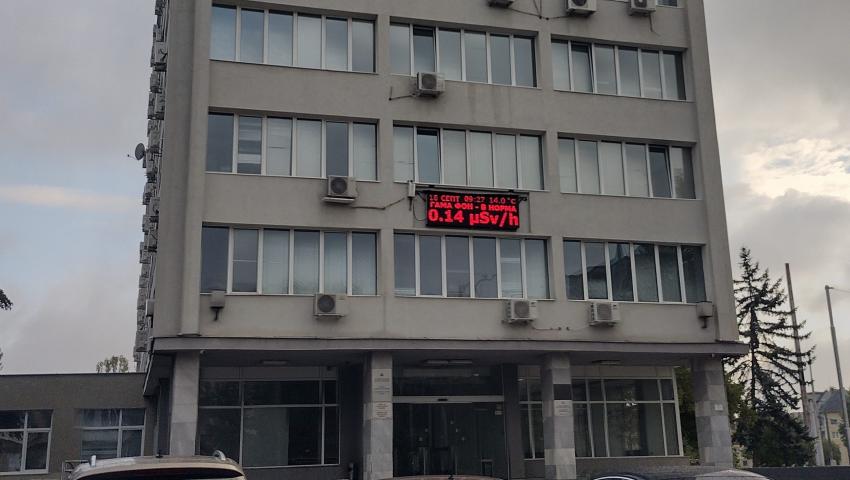 16 СЕПТ 09:27 14.0°C
ГАМА ФОН - В НОРМА
0.14 µSv/h